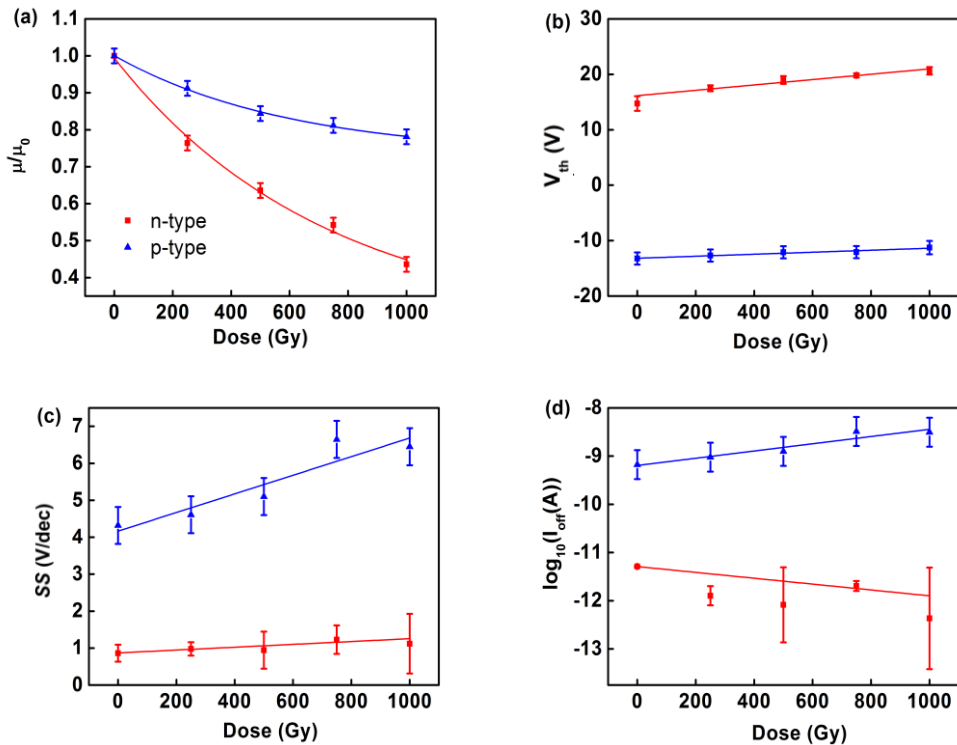 (a)
1.1
1.0
0.9
0.8
0.7
0.6
0.5
0.4
μ/μ₀
n-type
p-type
0 200 400 600 800 1000
Dose (Gy)
(b)
30
20
10
0
-10
-20
V_th (V)
0 200 400 600 800 1000
Dose (Gy)
(c)
7
6
5
4
3
2
1
0
SS (V/dec)
0 200 400 600 800 1000
Dose (Gy)
(d)
-8
-9
-10
-11
-12
-13
log₁₀(I_off(A))
0 200 400 600 800 1000
Dose (Gy)